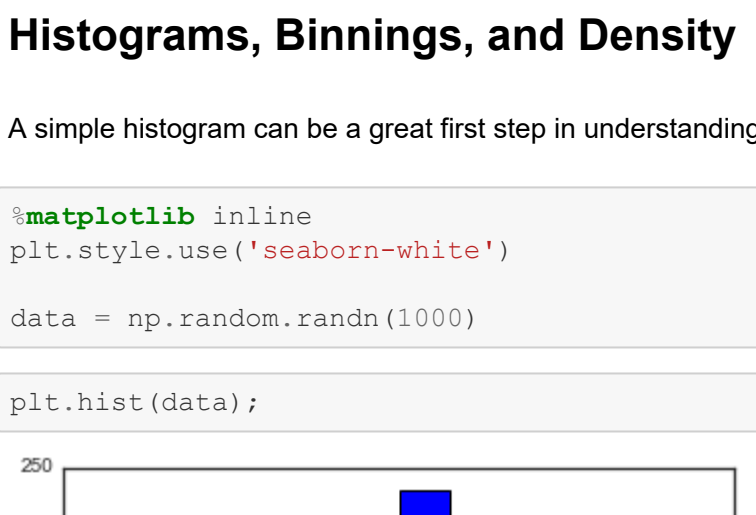 Histograms, Binnings, and Density
A simple histogram can be a great first step in understanding
%matplotlib inline
plt.style.use('seaborn-white')
data = np.random.randn(1000)
plt.hist(data);
250